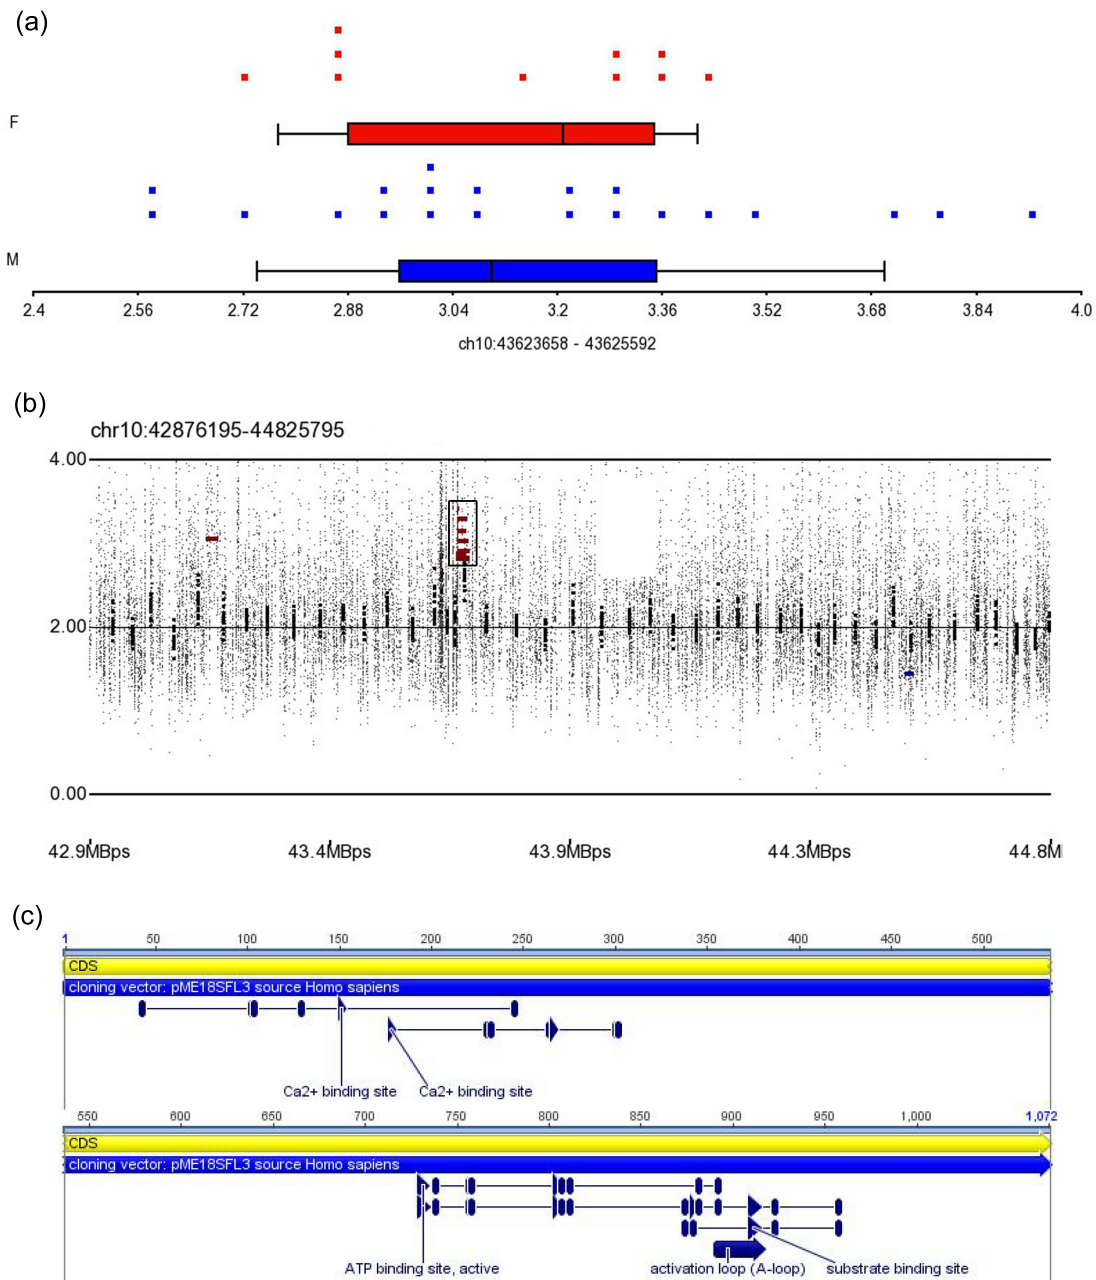 (a)
F
M
2.4 2.56 2.72 2.88 3.04 3.2 3.36 3.52 3.68 3.84 4.0
ch10:43623658 - 43625592
(b)
chr10:42876195-44825795
4.00
2.00
0.00
42.9MBps 43.4MBps 43.9MBps 44.3MBps 44.8M
(c)
1 50 100 150 200 250 300 350 400 450 500
CDS
cloning vector: pME18SFL3 source Homo sapiens
Ca2+ binding site Ca2+ binding site
550 600 650 700 750 800 850 900 950 1,000 1,072
CDS
cloning vector: pME18SFL3 source Homo sapiens
ATP binding site, active activation loop (A-loop) substrate binding site